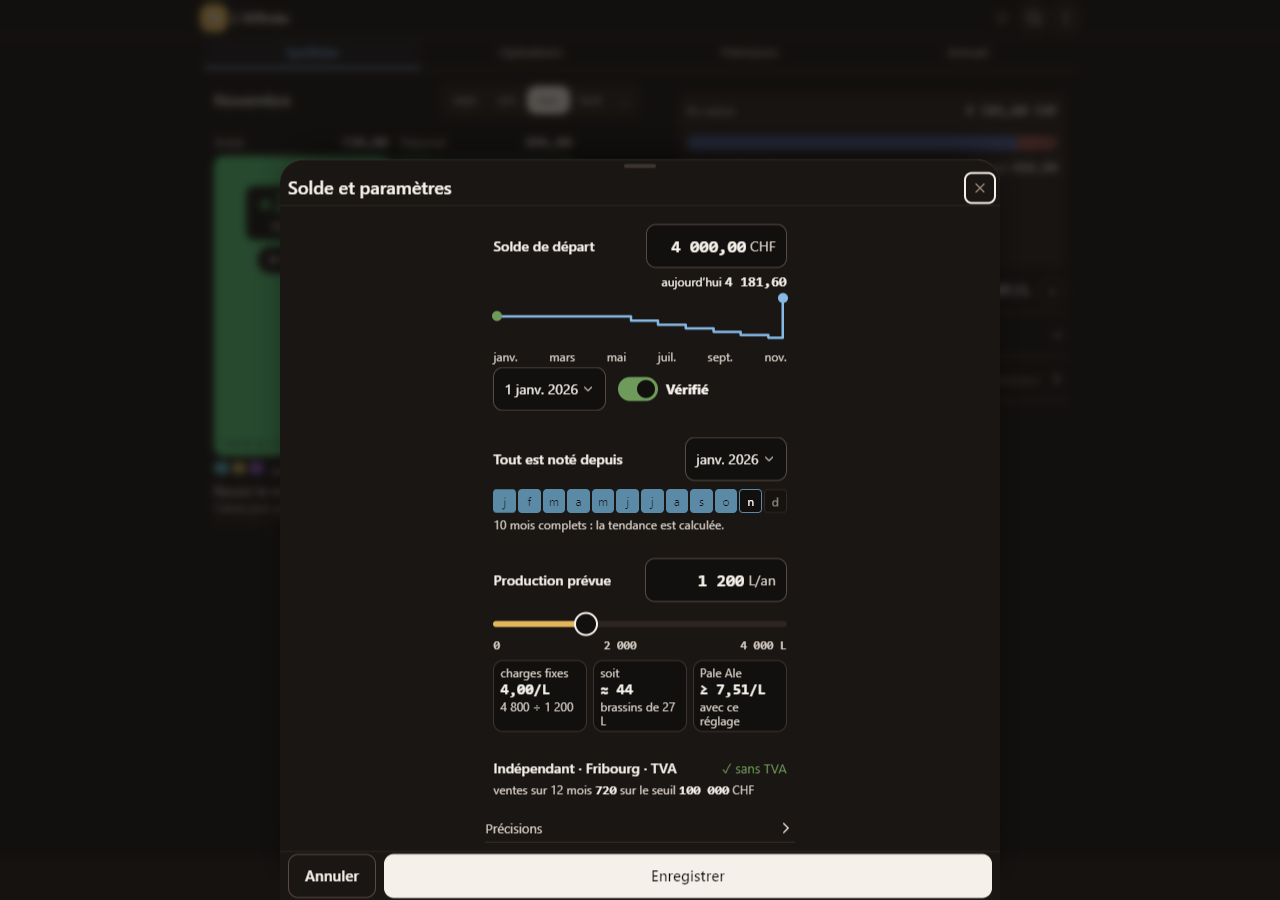 Solde et paramètres
Solde de départ
4 000,00 CHF
aujourd'hui 4 181,60
janv. mars mai juil. sept. nov.
1 janv. 2026
Vérifié
Tout est noté depuis
janv. 2026
j f m a m j j a s o n d
10 mois complets : la tendance est calculée.
Production prévue
1 200 L/an
0 2 000 4 000 L
charges fixes
4,00/L
4 800 ÷ 1 200
soit
≈ 44
brassins de 27
L
Pale Ale
≥ 7,51/L
avec ce
réglage
Indépendant · Fribourg · TVA
✓ sans TVA
ventes sur 12 mois 720 sur le seuil 100 000 CHF
Précisions
Annuler
Enregistrer